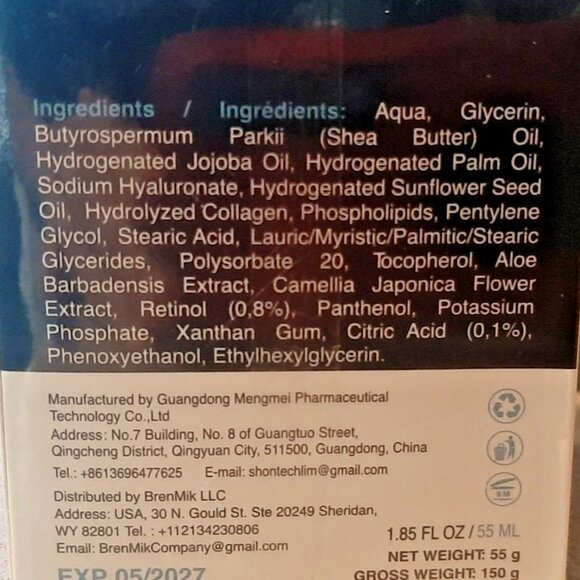 Ingredients / Ingrédients: Aqua, Glycerin,
Butyrospermum Parkii (Shea Butter) Oil,
Hydrogenated Jojoba Oil, Hydrogenated Palm Oil,
Sodium Hyaluronate, Hydrogenated Sunflower Seed
Oil, Hydrolyzed Collagen, Phospholipids, Pentylene
Glycol, Stearic Acid, Lauric/Myristic/Palmitic/Stearic
Glycerides, Polysorbate 20, Tocopherol, Aloe
Barbadensis Extract, Camellia Japonica Flower
Extract, Retinol (0,8%), Panthenol, Potassium
Phosphate, Xanthan Gum, Citric Acid (0,1%),
Phenoxyethanol, Ethylhexylglycerin.
Manufactured by Guangdong Mengmei Pharmaceutical
Technology Co.,Ltd
Address: No.7 Building, No. 8 of Guangtuo Street,
Qingcheng District, Qingyuan City, 511500, Guangdong, China
Tel.: +8613696477625 E-mail: shontechlim@gmail.com
Distributed by BrenMik LLC
Address: USA, 30 N. Gould St. Ste 20249 Sheridan,
WY 82801 Tel. : +112134230806
Email: BrenMikCompany@gmail.com
EXP 05/2027
6 M
1.85 FL OZ / 55 ML
NET WEIGHT: 55 g
GROSS WEIGHT: 150 g